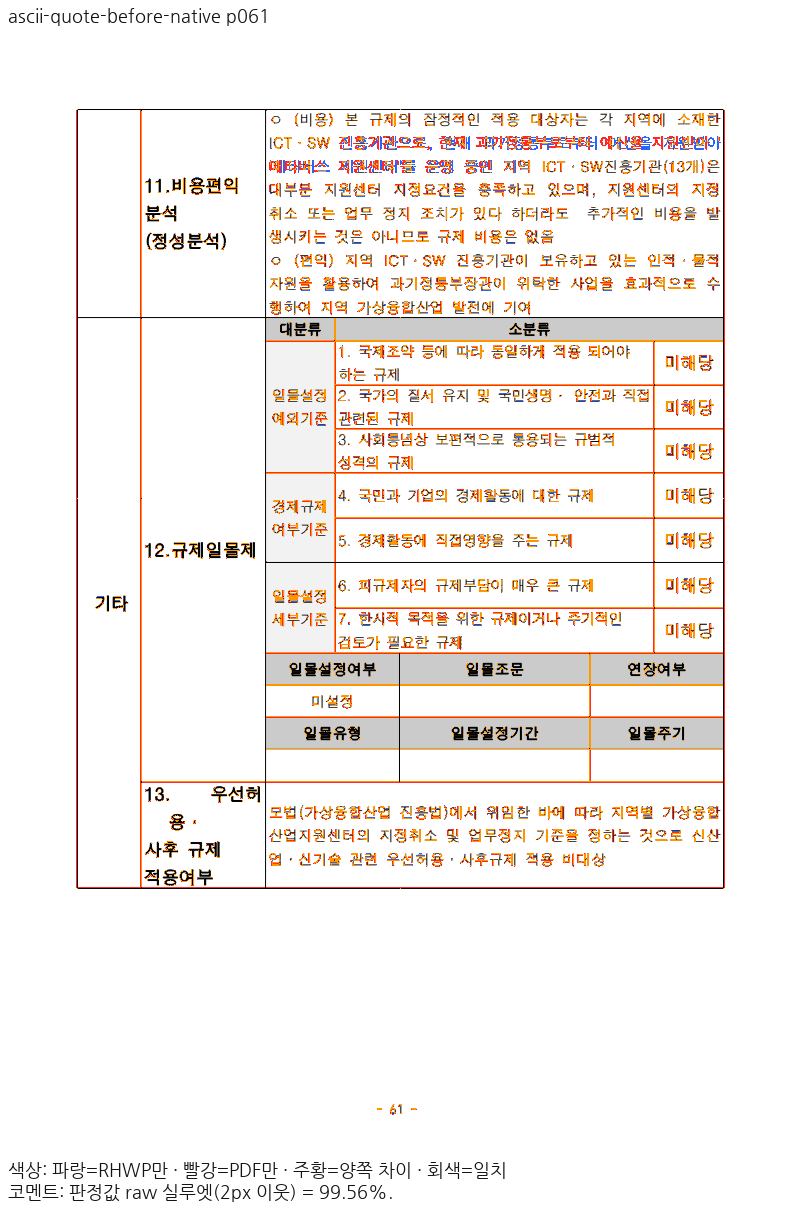 ascii-quote-before-native p061
11.비용편익
분석
(정성분석)
ㅇ (비용) 본 규제의 잠정적인 적용 대상자는 각 지역에 소재한
ICT·SW 진흥기관으로, 현재 과기정통부로부터 예산을 지원받아
메타버스 지원센터를 운영 중인 지역 ICT·SW진흥기관(13개)은
대부분 지원센터 지정요건을 충족하고 있으며, 지원센터의 지정
취소 또는 업무 정지 조치가 있다 하더라도 추가적인 비용을 발
생시키는 것은 아니므로 규제 비용은 없음
ㅇ (편익) 지역 ICT·SW 진흥기관이 보유하고 있는 인적·물적
자원을 활용하여 과기정통부장관이 위탁한 사업을 효과적으로 수
행하여 지역 가상융합산업 발전에 기여
기타
12.규제일몰제
대분류 소분류
일몰설정
예외기준
1. 국제조약 등에 따라 동일하게 적용 되어야
하는 규제
미해당
2. 국가의 질서 유지 및 국민생명· 안전과 직접
관련된 규제
미해당
3. 사회통념상 보편적으로 통용되는 규범적
성격의 규제
미해당
경제규제
여부기준
4. 국민과 기업의 경제활동에 대한 규제
미해당
5. 경제활동에 직접영향을 주는 규제
미해당
일몰설정
세부기준
6. 피규제자의 규제부담이 매우 큰 규제
미해당
7. 한시적 목적을 위한 규제이거나 주기적인
검토가 필요한 규제
미해당
일몰설정여부 일몰조문 연장여부
미설정
일몰유형 일몰설정기간 일몰주기
13. 우선허
용·
사후 규제
적용여부
모법(가상융합산업 진흥법)에서 위임한 바에 따라 지역별 가상융합
산업지원센터의 지정취소 및 업무정지 기준을 정하는 것으로 신산
업·신기술 관련 우선허용·사후규제 적용 비대상
- 61 -
색상: 파랑=RHWP만 · 빨강=PDF만 · 주황=양쪽 차이 · 회색=일치
코멘트: 판정값 raw 실루엣(2px 이웃) = 99.56%.